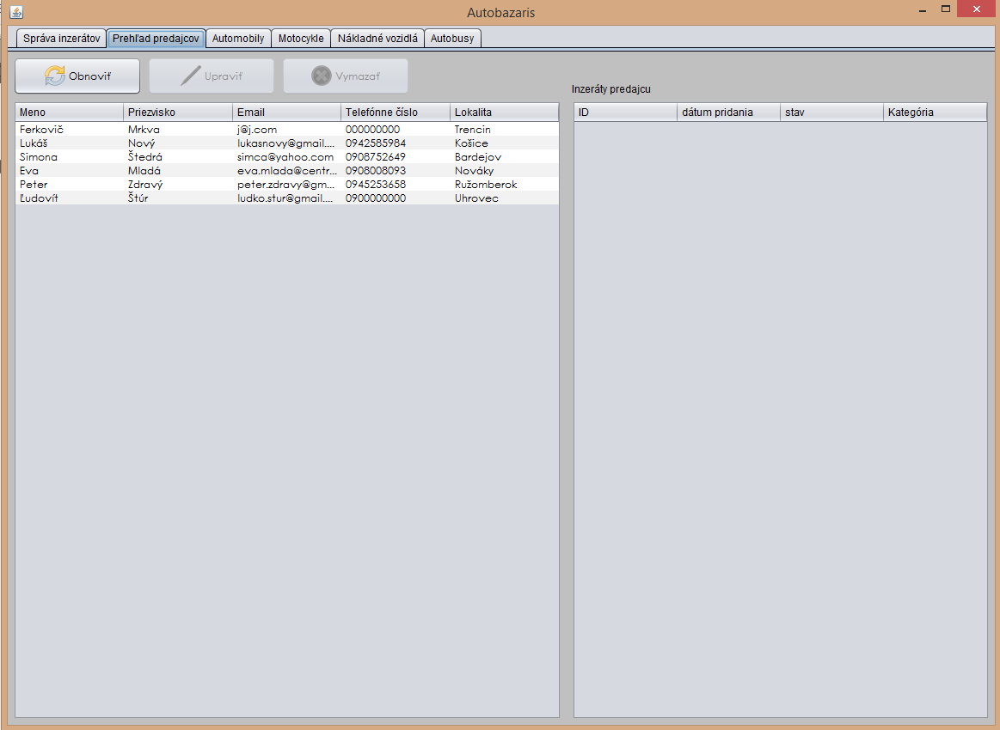 Autobazaris
Správa inzerátov Prehľad predajcov Automobily Motocykle Nákladné vozidlá Autobusy
Obnoviť Upraviť Vymazať
Inzeráty predajcu
Meno Priezvisko Email Telefónne číslo Lokalita
Ferkovič Mrkva j@j.com 000000000 Trencin
Lukáš Nový lukasnovy@gmail.... 0942585984 Košice
Simona Štedrá simca@yahoo.com 0908752649 Bardejov
Eva Mladá eva.mlada@centr... 0908008093 Nováky
Peter Zdravý peter.zdravy@gm... 0945253658 Ružomberok
Ľudovít Štúr ludko.stur@gmail.... 0900000000 Uhrovec
ID dátum pridania stav Kategória